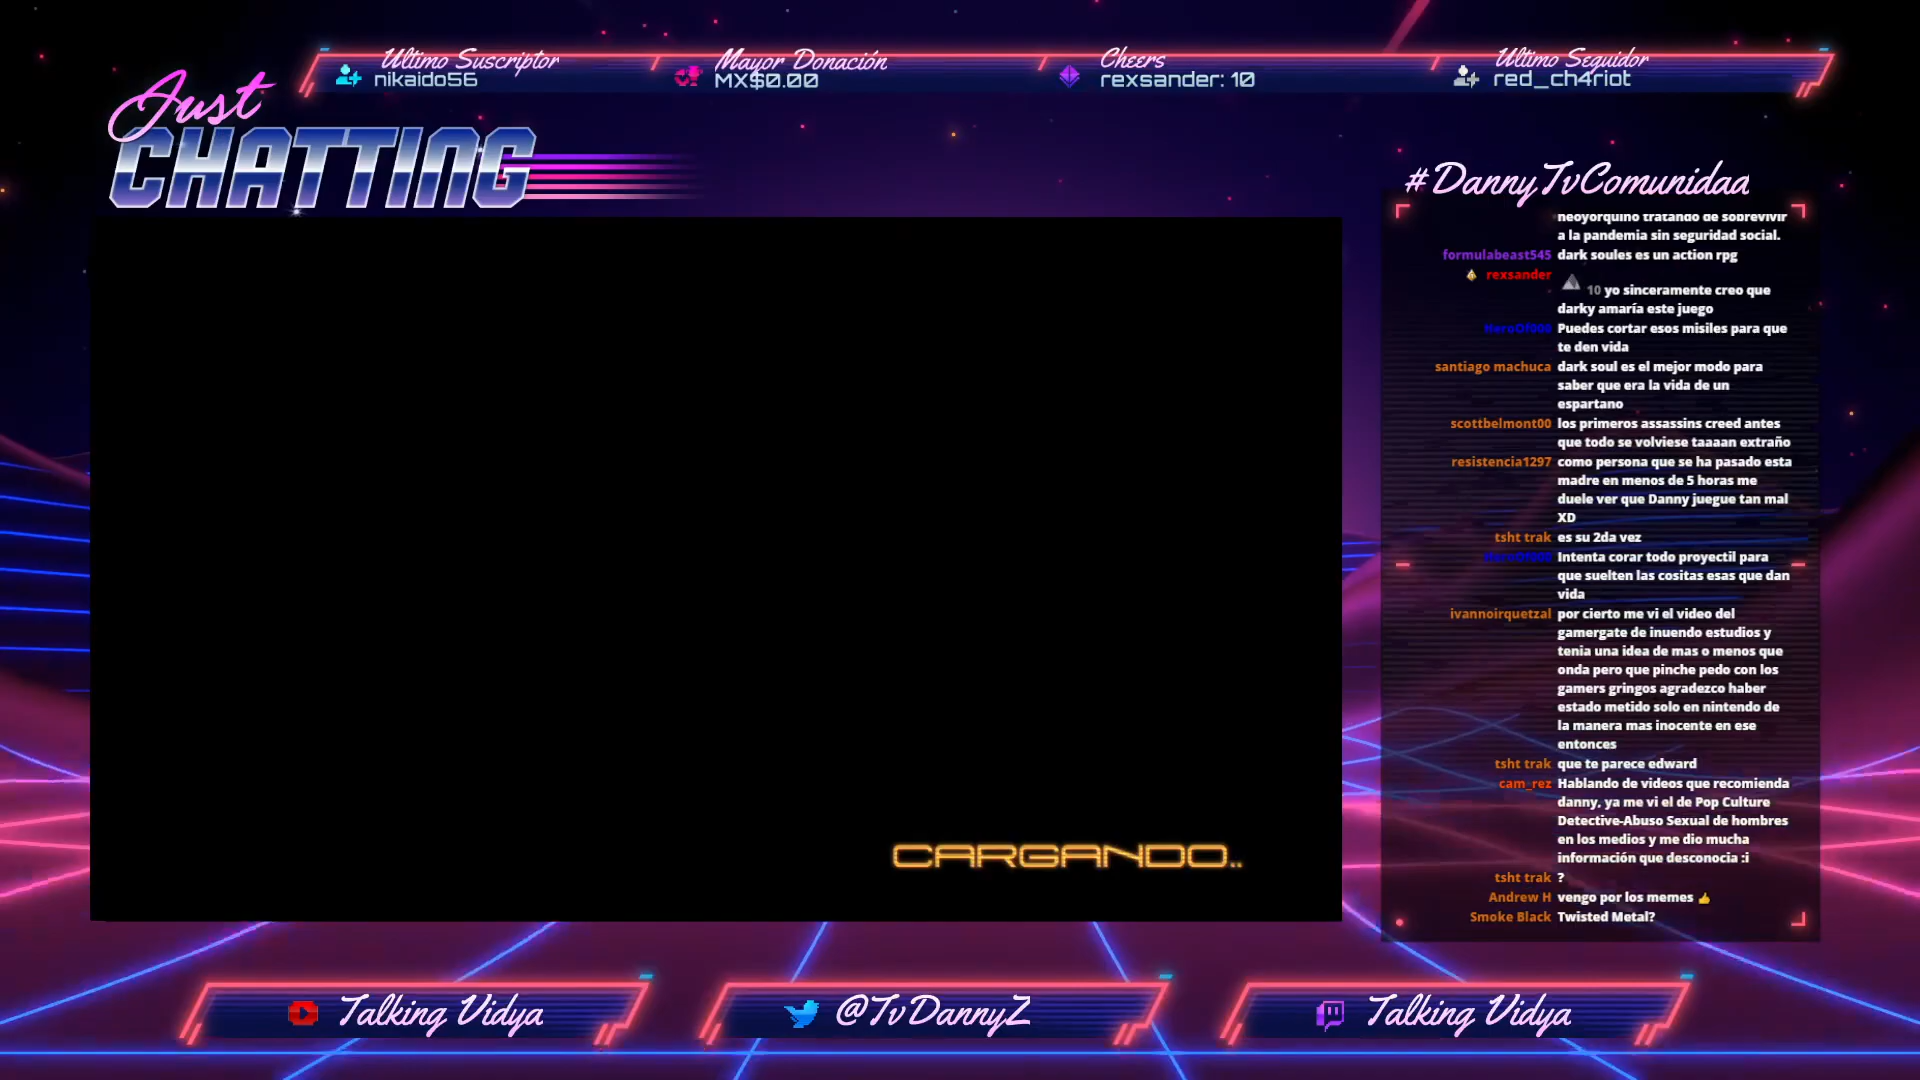 Ultimo Suscriptor
nikaido56
Mayor Donación
MX$0.00
Cheers
rexsander: 10
Ultimo Seguidor
red_ch4riot
Just
CHATTING
#DannyTvComunidad
neoyorquino tratando de sobrevivir
a la pandemia sin seguridad social.
formulabeast545 dark soules es un action rpg
rexsander
10 yo sinceramente creo que
darky amaría este juego
HeroOf000 Puedes cortar esos misiles para que
te den vida
santiago machuca dark soul es el mejor modo para
saber que era la vida de un
espartano
scottbelmont00 los primeros assassins creed antes
que todo se volviese taaaan extraño
resistencia1297 como persona que se ha pasado esta
madre en menos de 5 horas me
duele ver que Danny juegue tan mal
XD
tsht trak es su 2da vez
HeroOf000 Intenta corar todo proyectil para
que suelten las cositas esas que dan
vida
ivannoirquetzal por cierto me vi el video del
gamergate de inuendo estudios y
tenia una idea de mas o menos que
onda pero que pinche pedo con los
gamers gringos agradezco haber
estado metido solo en nintendo de
la manera mas inocente en ese
entonces
tsht trak que te parece edward
cam_rez Hablando de videos que recomienda
danny, ya me vi el de Pop Culture
Detective-Abuso Sexual de hombres
en los medios y me dio mucha
información que desconocia :i
tsht trak ?
Andrew H vengo por los memes 👍
Smoke Black Twisted Metal?
CARGANDO..
Talking Vidya
@TvDannyZ
Talking Vidya